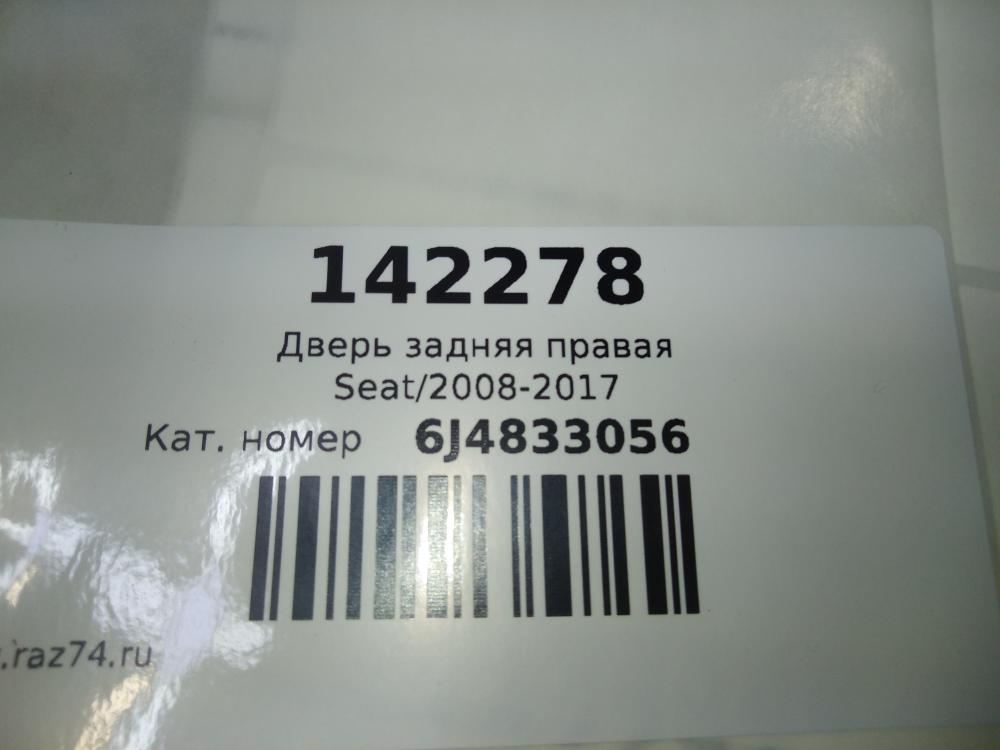 142278
Дверь задняя правая
Seat/2008-2017
Кат. номер 6J4833056
.raz74.ru